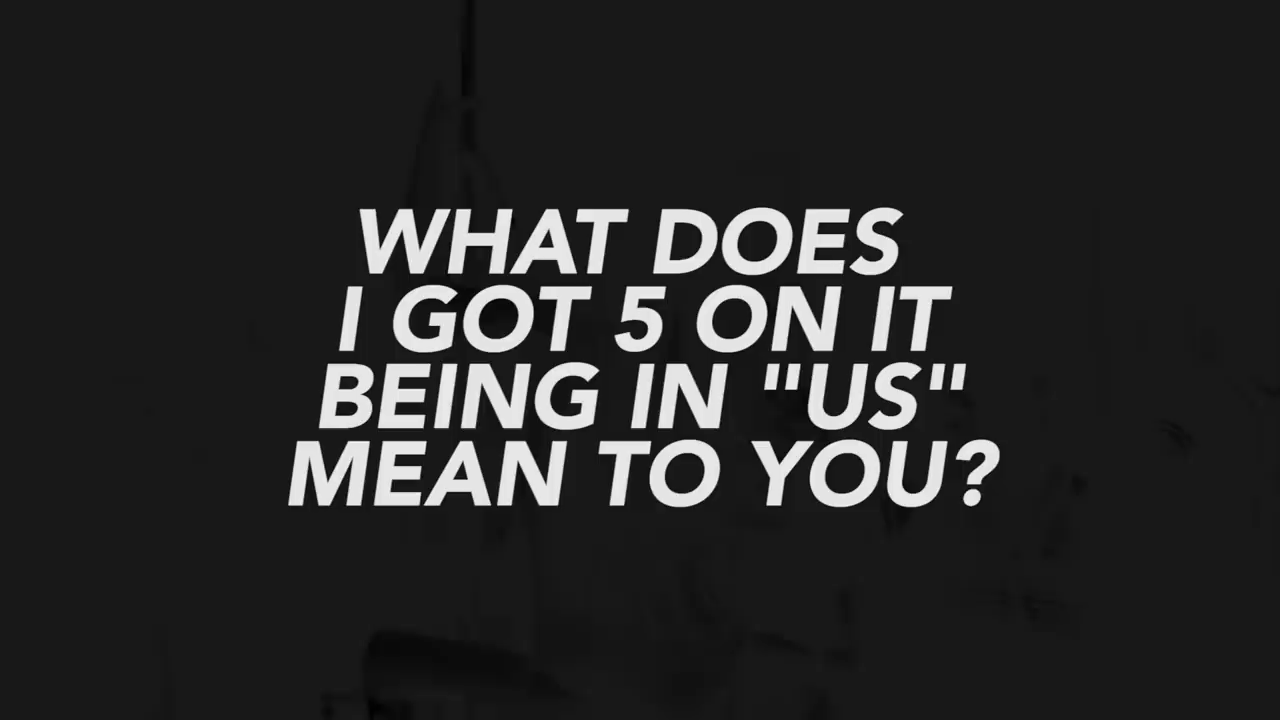 WHAT DOES
I GOT 5 ON IT
BEING IN "US"
MEAN TO YOU?